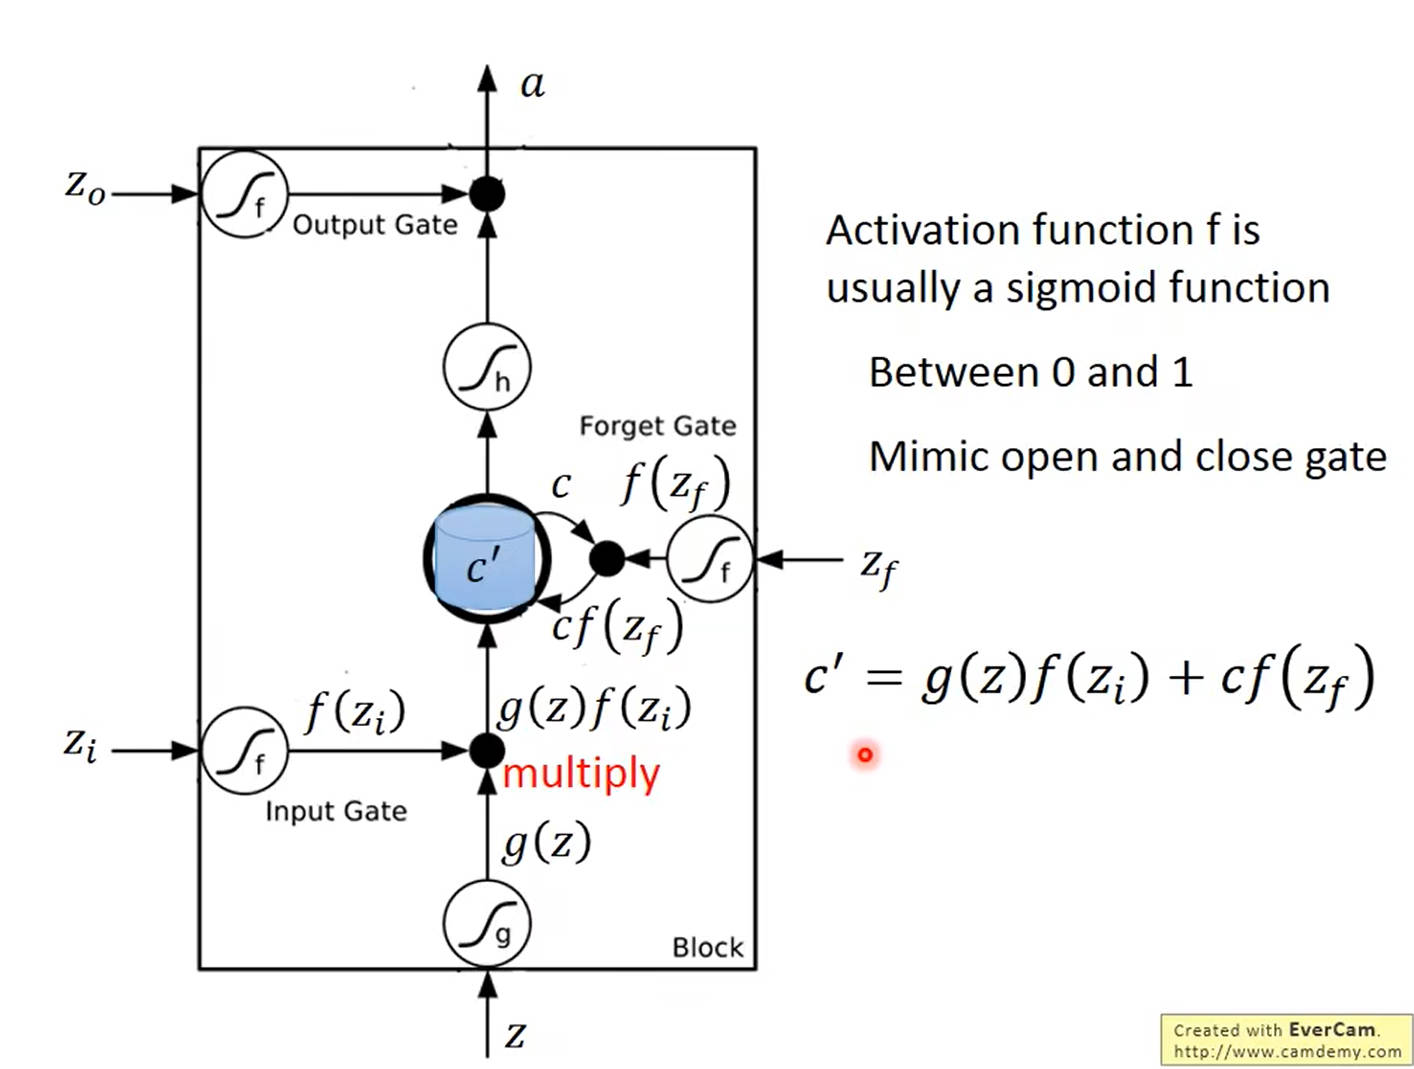 a
z_o
f
Output Gate
Activation function f is
usually a sigmoid function
h
Between 0 and 1
Forget Gate
Mimic open and close gate
c
f(z_f)
c′
f
z_f
cf(z_f)
c′ = g(z)f(z_i) + cf(z_f)
f(z_i)
g(z)f(z_i)
z_i
f
multiply
Input Gate
g(z)
g
Block
z
Created with EverCam.
http://www.camdemy.com